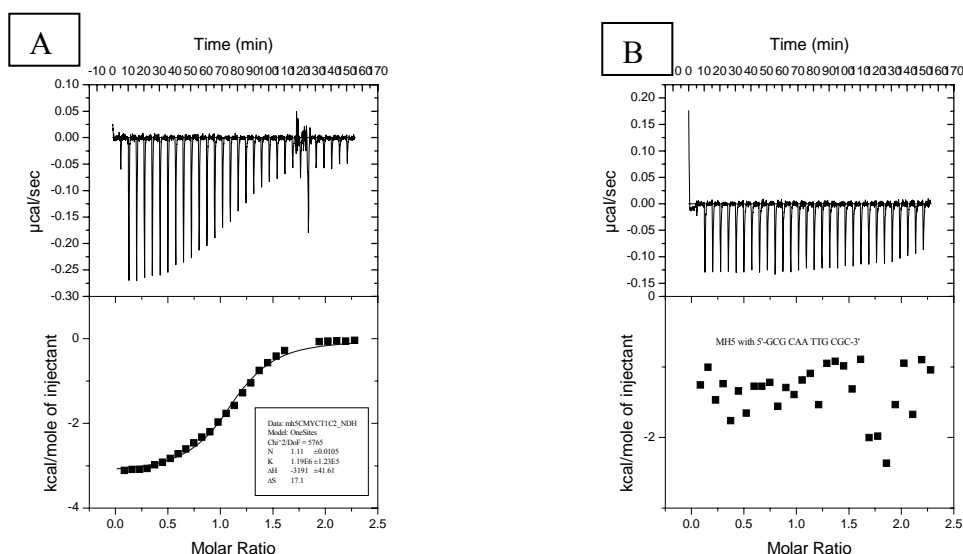 A
Time (min)
-10 0 10 20 30 40 50 60 70 80 90 100 110 120 130 140 150 160 170
0.10
0.05
0.00
-0.05
-0.10
-0.15
-0.20
-0.25
-0.30
µcal/sec
0
-2
-4
kcal/mole of injectant
Data: mh5CMYCT1C2_NDH
Model: OneSites
Chi^2/DoF = 5765
N 1.11 ±0.0105
K 1.19E6 ±1.23E5
ΔH -3191 ±41.61
ΔS 17.1
0.0 0.5 1.0 1.5 2.0 2.5
Molar Ratio
B
Time (min)
0 0 10 20 30 40 50 60 70 80 90 100 110 120 130 140 150 160 170
0.20
0.15
0.10
0.05
0.00
-0.05
-0.10
-0.15
0
µcal/sec
MH5 with 5'-GCG CAA TTG CGC-3'
-2
kcal/mole of injectant
0.0 0.5 1.0 1.5 2.0 2.5
Molar Ratio